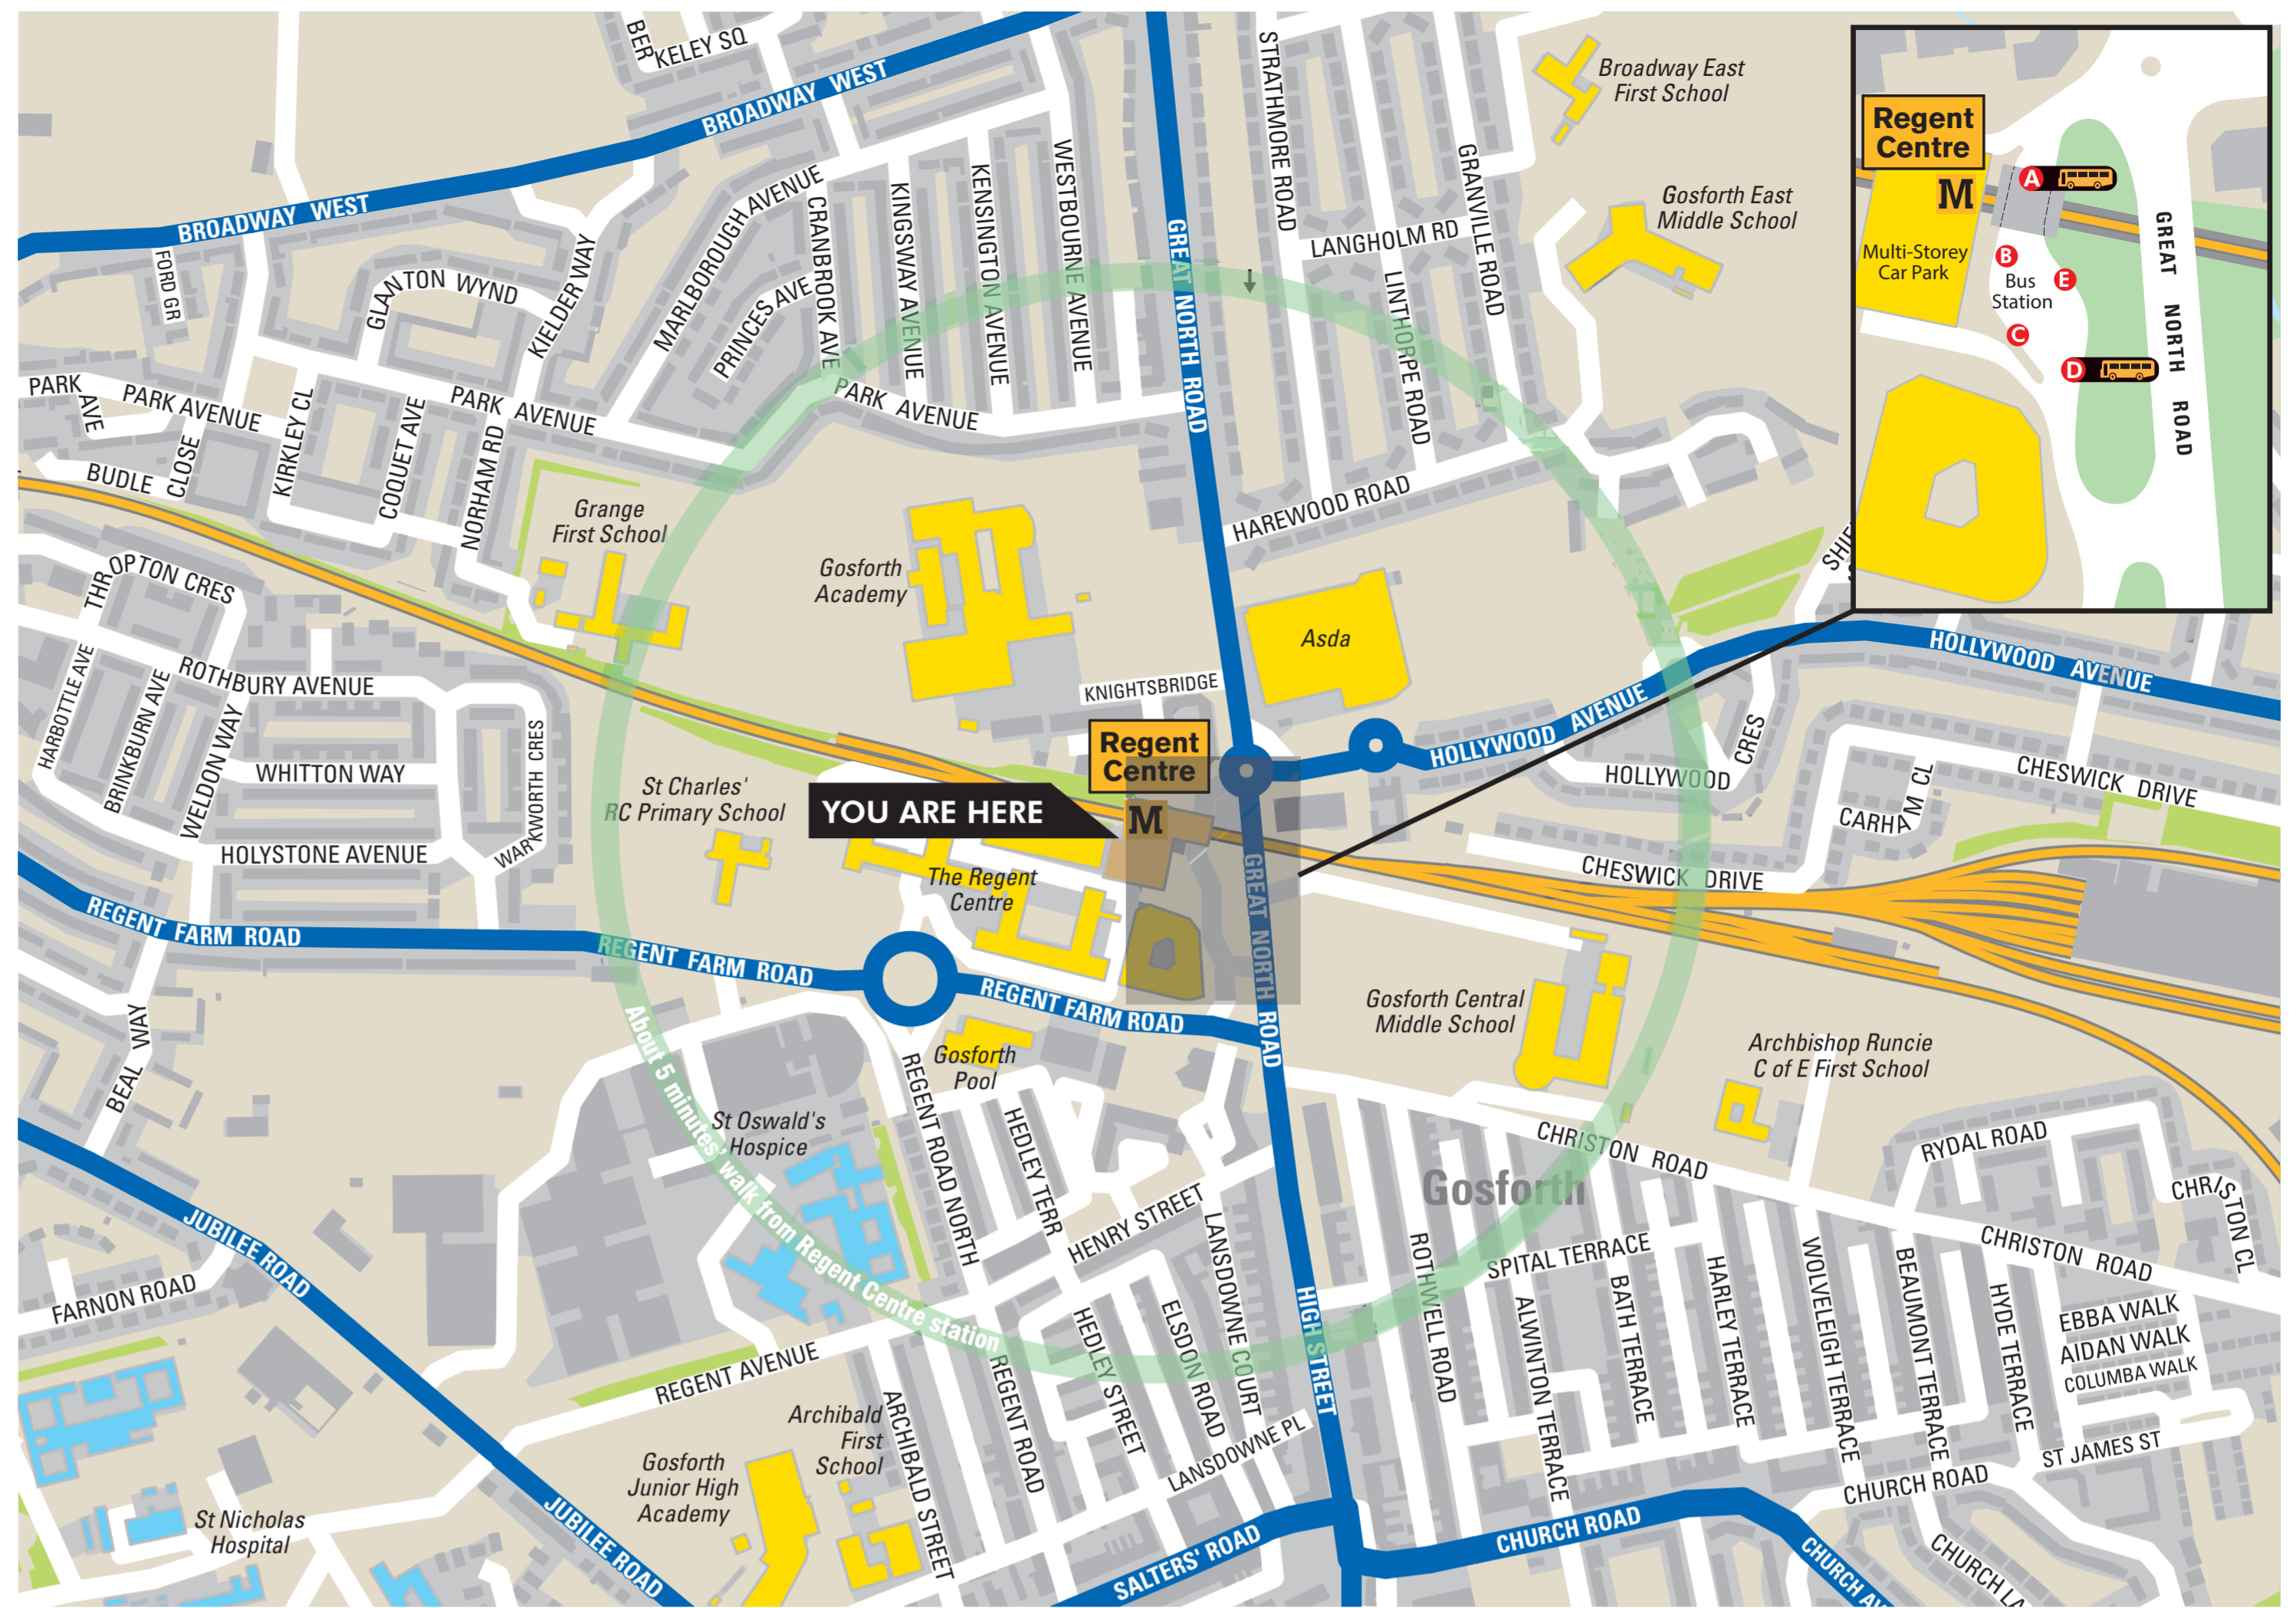 BER
KELEY SQ
BROADWAY WEST
BROADWAY WEST
STRATHMORE ROAD
Broadway East
First School
GRANVILLE ROAD
Gosforth East
Middle School
LANGHOLM RD
LINTHORPE ROAD
GREAT NORTH ROAD
WESTBOURNE AVENUE
KENSINGTON AVENUE
KINGSWAY AVENUE
CRANBROOK AVE
MARLBOROUGH AVENUE
PRINCES AVE
KIELDER WAY
GLANTON WYND
FORD GR
PARK
AVE
PARK AVENUE
PARK AVENUE
PARK AVENUE
BUDLE
CLOSE
KIRKLEY CL
COQUET AVE
NORHAM RD
HAREWOOD ROAD
Grange
First School
Gosforth
Academy
Asda
KNIGHTSBRIDGE
THROPTON CRES
ROTHBURY AVENUE
HARBOTTLE AVE
BRINKBURN AVE
WELDON WAY
WHITTON WAY
HOLYSTONE AVENUE
WARKWORTH CRES
St Charles'
RC Primary School
Regent
Centre
M
YOU ARE HERE
The Regent
Centre
HOLLYWOOD AVENUE
HOLLYWOOD AVENUE
HOLLYWOOD
CRES
CHESWICK DRIVE
CHESWICK DRIVE
CARHAM CL
REGENT FARM ROAD
REGENT FARM ROAD
REGENT FARM ROAD
GREAT NORTH ROAD
Gosforth Central
Middle School
Archbishop Runcie
C of E First School
BEAL WAY
Gosforth
Pool
St Oswald's
Hospice
About 5 minutes' walk from Regent Centre station
REGENT ROAD NORTH
HEDLEY TERR
HENRY STREET
LANSDOWNE COURT
Gosforth
CHRISTON ROAD
CHRISTON ROAD
RYDAL ROAD
CHRISTON CL
JUBILEE ROAD
JUBILEE ROAD
FARNON ROAD
REGENT AVENUE
REGENT ROAD
HEDLEY STREET
ELSDON ROAD
LANSDOWNE PL
HIGH STREET
ROTHWELL ROAD
SPITAL TERRACE
ALWINTON TERRACE
BATH TERRACE
HARLEY TERRACE
WOLVELEIGH TERRACE
BEAUMONT TERRACE
HYDE TERRACE
EBBA WALK
AIDAN WALK
COLUMBA WALK
ST JAMES ST
CHURCH ROAD
CHURCH ROAD
CHURCH AV
CHURCH LA
SALTERS' ROAD
Archibald
First
School
ARCHIBALD STREET
Gosforth
Junior High
Academy
St Nicholas
Hospital
Regent
Centre
M
Multi-Storey
Car Park
A
B
Bus
Station
E
C
D
GREAT NORTH ROAD